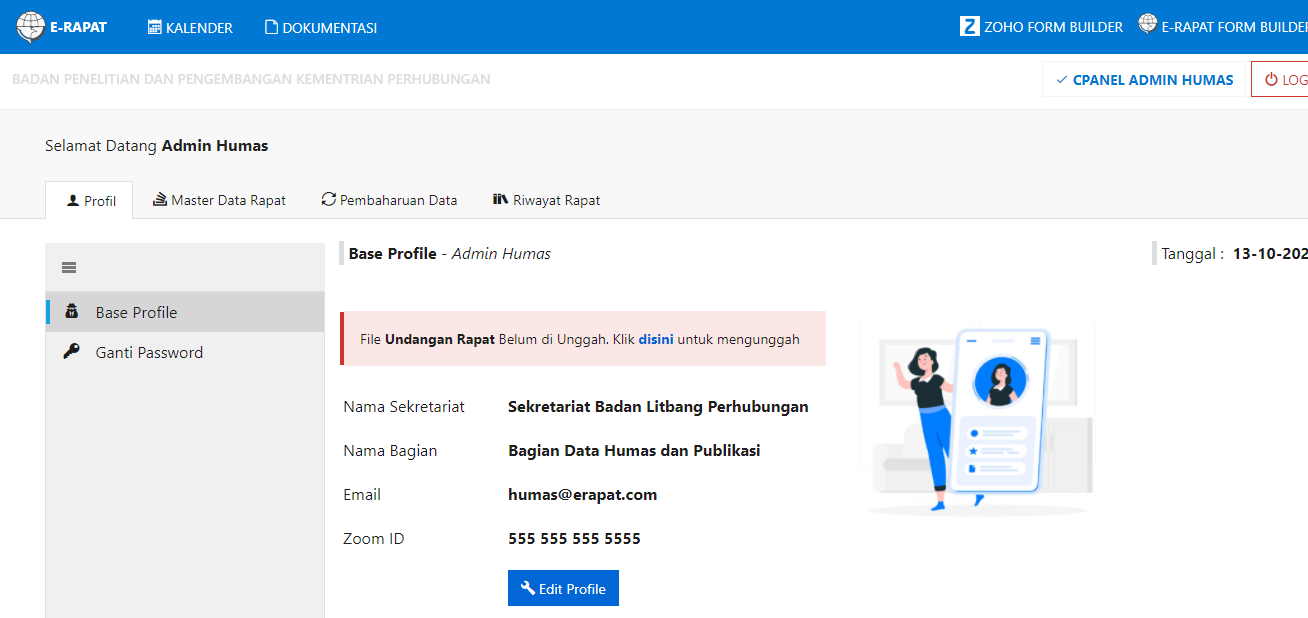 E-RAPAT KALENDER DOKUMENTASI Z ZOHO FORM BUILDER E-RAPAT FORM BUILDER
BADAN PENELITIAN DAN PENGEMBANGAN KEMENTRIAN PERHUBUNGAN CPANEL ADMIN HUMAS LOG
Selamat Datang Admin Humas
Profil Master Data Rapat Pembaharuan Data Riwayat Rapat
Base Profile - Admin Humas Tanggal : 13-10-202
Base Profile
Ganti Password
File Undangan Rapat Belum di Unggah. Klik disini untuk mengunggah
Nama Sekretariat Sekretariat Badan Litbang Perhubungan
Nama Bagian Bagian Data Humas dan Publikasi
Email humas@erapat.com
Zoom ID 555 555 555 5555
Edit Profile